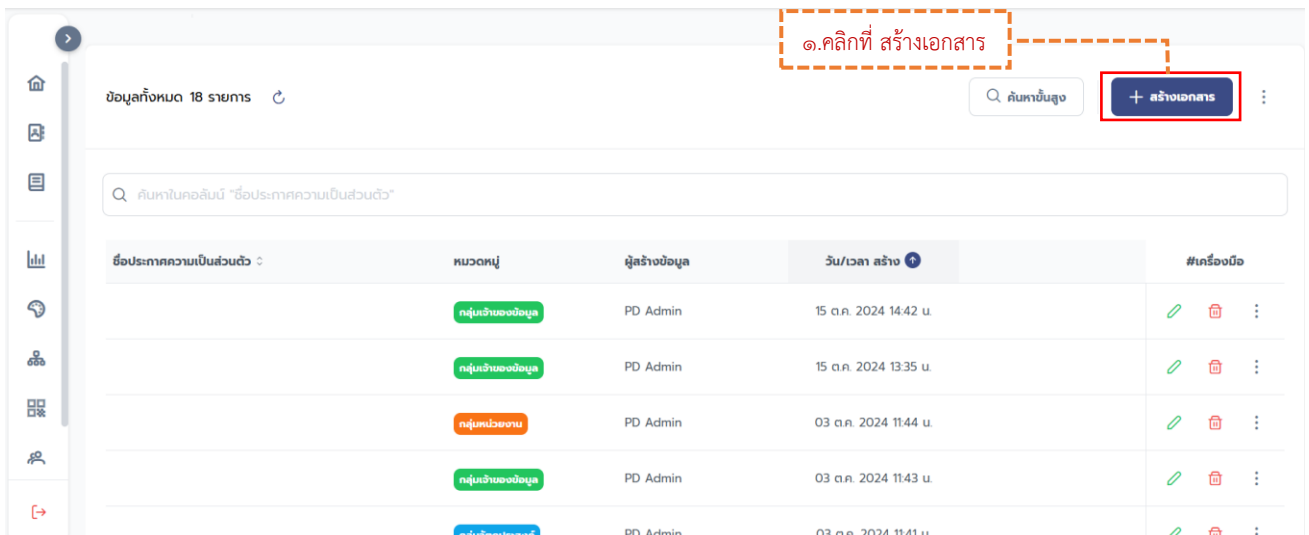 ๑.คลิกที่ สร้างเอกสาร
ข้อมูลทั้งหมด 18 รายการ
ค้นหาขั้นสูง
+ สร้างเอกสาร
ค้นหาในคอลัมน์ "ชื่อประกาศความเป็นส่วนตัว"
ชื่อประกาศความเป็นส่วนตัว หมวดหมู่ ผู้สร้างข้อมูล วัน/เวลา สร้าง #เครื่องมือ
กลุ่มเจ้าของข้อมูล PD Admin 15 ต.ค. 2024 14:42 น.
กลุ่มเจ้าของข้อมูล PD Admin 15 ต.ค. 2024 13:35 น.
กลุ่มหน่วยงาน PD Admin 03 ต.ค. 2024 11:44 น.
กลุ่มเจ้าของข้อมูล PD Admin 03 ต.ค. 2024 11:43 น.
PD Admin 03 ต.ค. 2024 11:41 น.